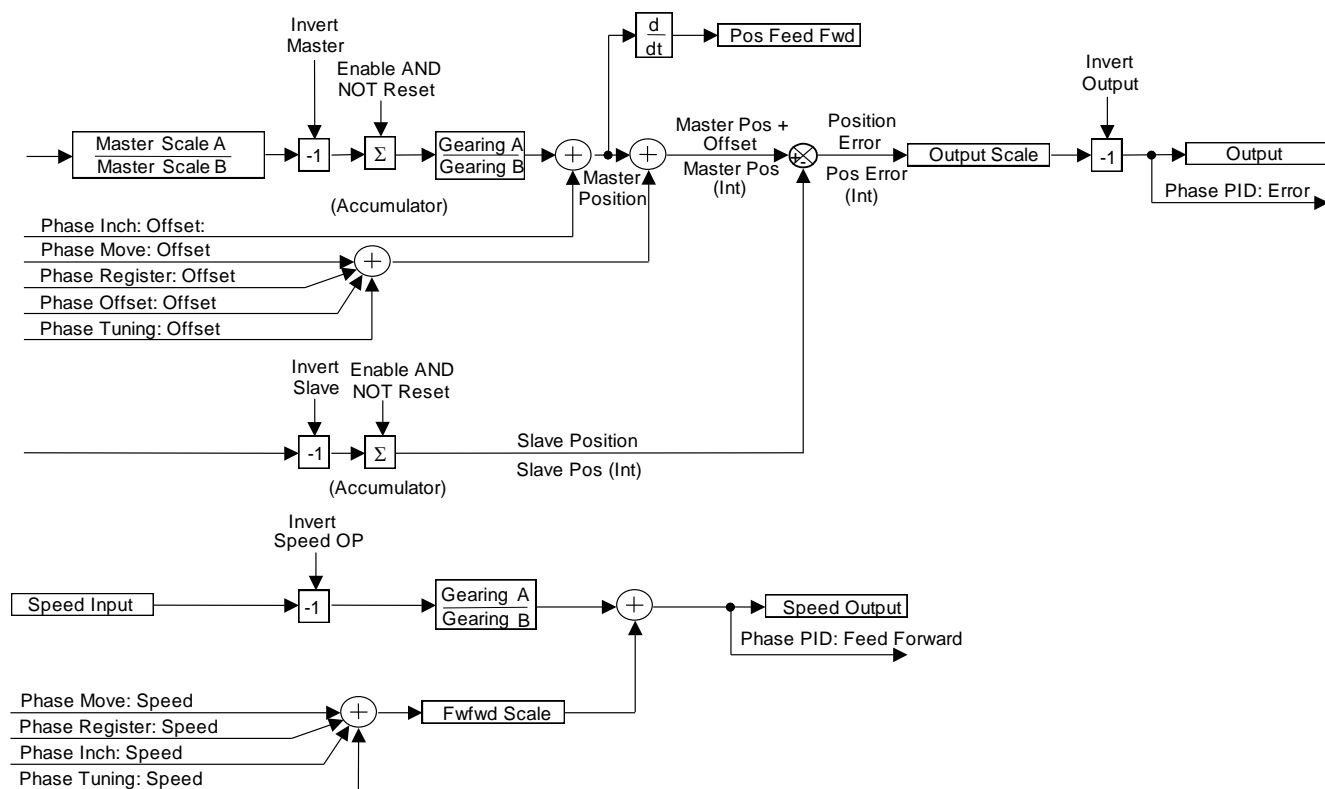 Invert
Master
Enable AND
NOT Reset
d
dt
Pos Feed Fwd
Invert
Output
Master Scale A
Master Scale B
-1
Σ
Gearing A
Gearing B
+
+
Master Pos +
Offset
Master Pos
(Int)
+
-
Position
Error
Pos Error
(Int)
Output Scale
-1
Output
Phase PID: Error
Master
Position
(Accumulator)
Phase Inch: Offset:
Phase Move: Offset
Phase Register: Offset
Phase Offset: Offset
Phase Tuning: Offset
+
Invert
Slave
Enable AND
NOT Reset
-1
Σ
Slave Position
Slave Pos (Int)
(Accumulator)
Invert
Speed OP
Speed Input
-1
Gearing A
Gearing B
+
Speed Output
Phase PID: Feed Forward
Phase Move: Speed
Phase Register: Speed
Phase Inch: Speed
Phase Tuning: Speed
+
Fwfwd Scale